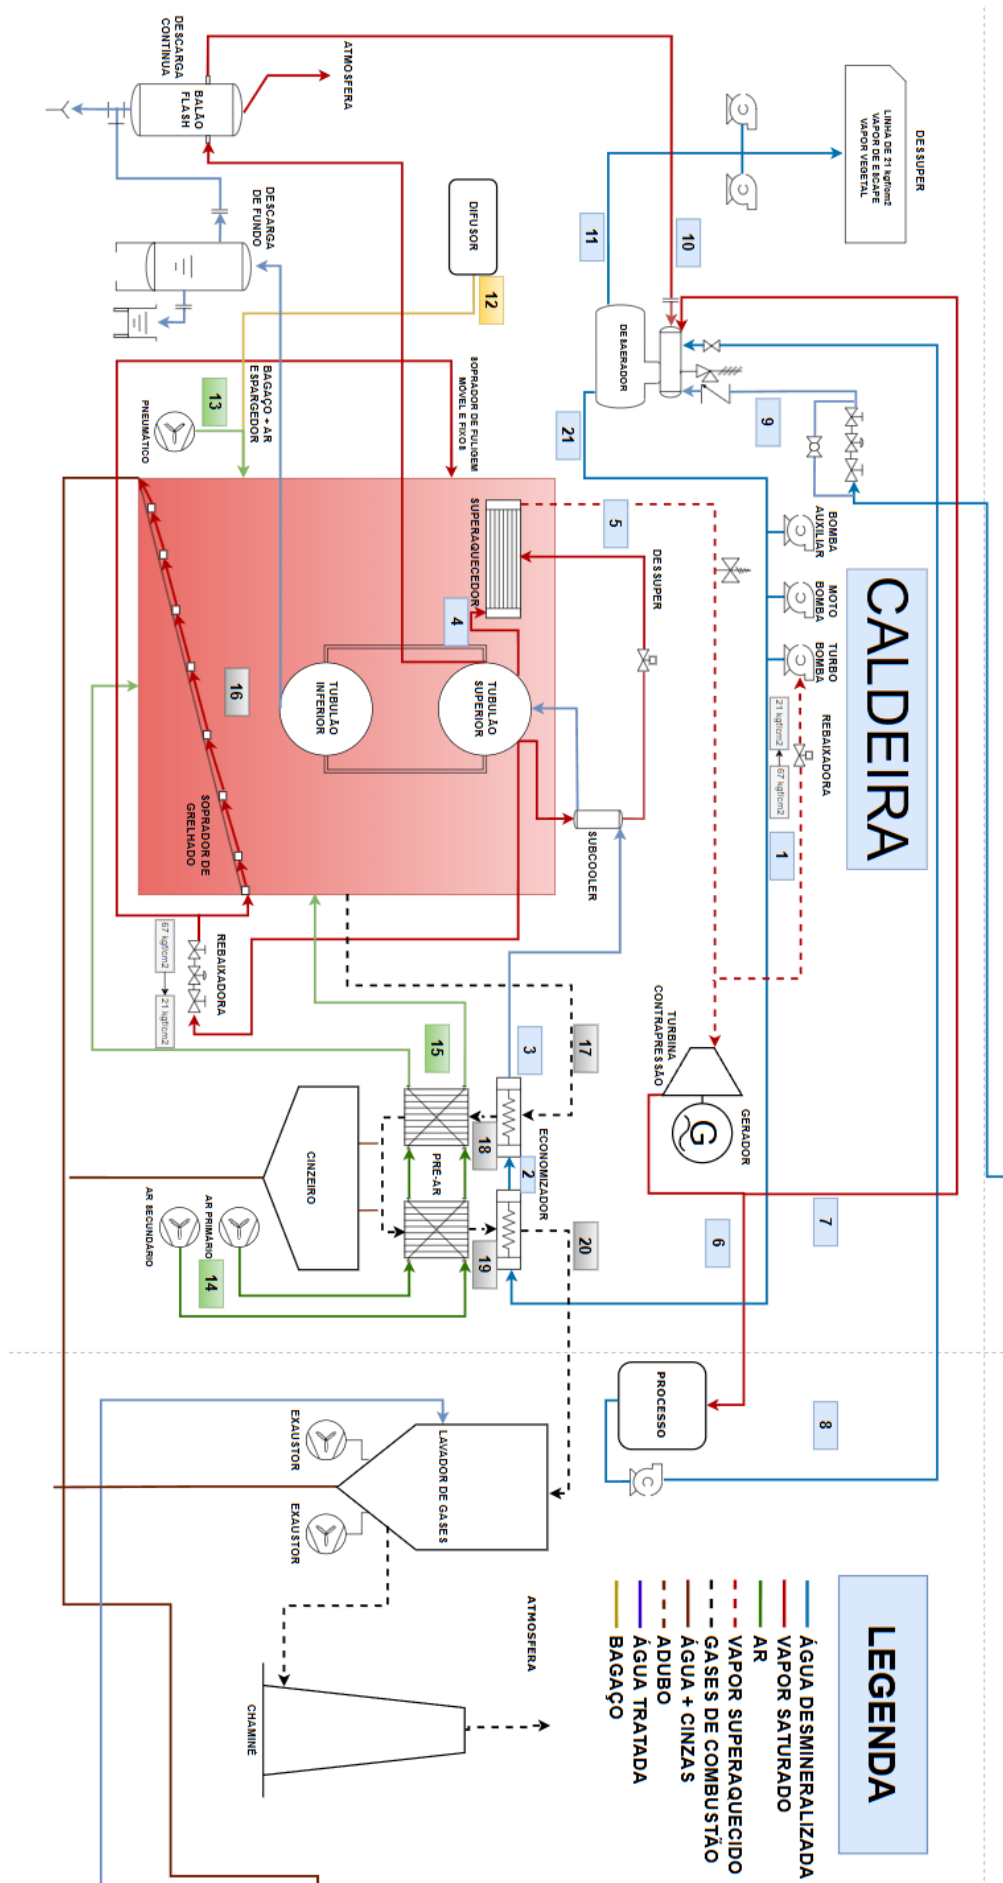 CALDEIRA
LEGENDA
DESSUPER
LINHA DE 21 kgf/cm2
VAPOR DE ESCAPE
VAPOR VEGETAL
BOMBA
AUXILIAR
MOTO
BOMBA
TURBO
BOMBA
REBAIXADORA
21 kgf/cm2
67 kgf/cm2
1
7
8
9
10
11
21
6
DESAERADOR
GERADOR
G
TURBINA
CONTRAPRESSÃO
PROCESSO
ÁGUA DESMINERALIZADA
VAPOR SATURADO
AR
VAPOR SUPERAQUECIDO
GASES DE COMBUSTÃO
ÁGUA + CINZAS
ADUBO
ÁGUA TRATADA
BAGAÇO
DESSUPER
5
SUBCOOLER
17
20
3
2
ECONOMIZADOR
ATMOSFERA
DIFUSOR
12
SOPRADOR DE FULIGEM
MÓVEL E FIXOS
SUPERAQUECEDOR
4
TUBULÃO
SUPERIOR
TUBULÃO
INFERIOR
18
19
15
PRE-AR
LAVADOR DE GASES
ATMOSFERA
DESCARGA
CONTÍNUA
BALÃO
FLASH
DESCARGA
DE FUNDO
BAGAÇO + AR
ESPARGEDOR
13
PNEUMÁTICO
16
SOPRADOR DE
GRELHADO
REBAIXADORA
67 kgf/cm2
21 kgf/cm2
CINZEIRO
AR PRIMÁRIO
AR SECUNDÁRIO
14
EXAUSTOR
EXAUSTOR
CHAMINÉ
C
C
C
C
C
C